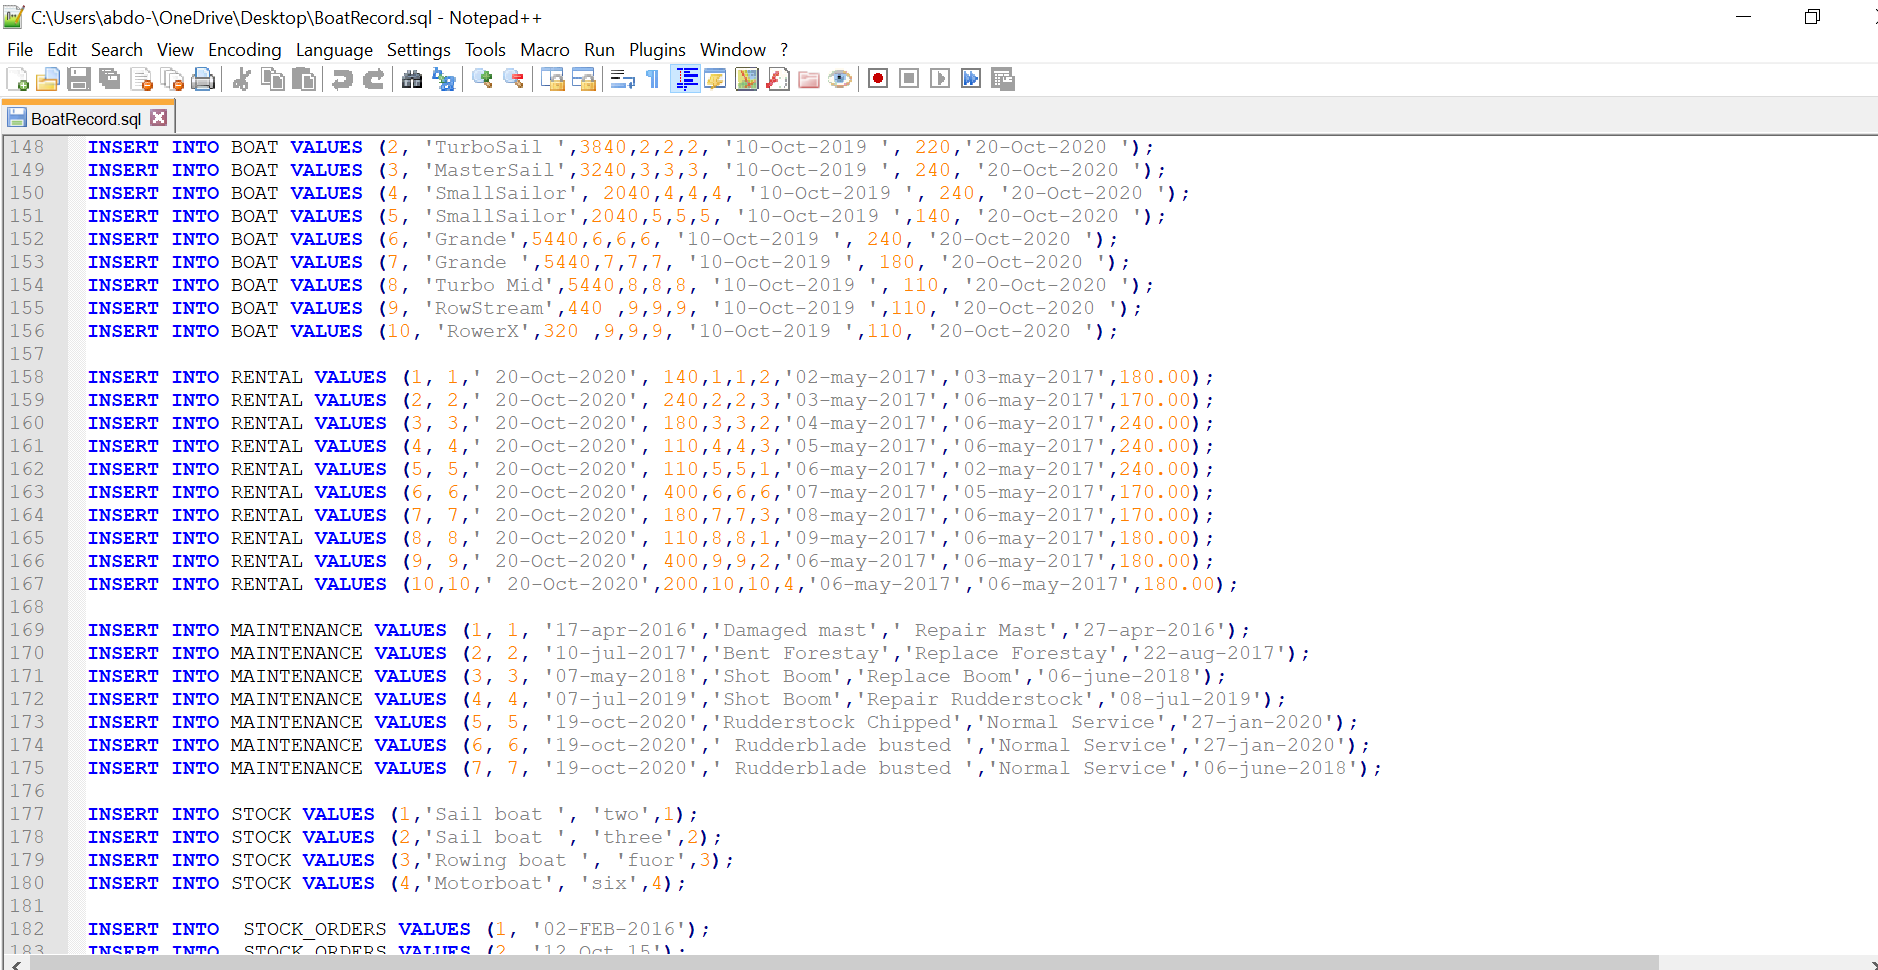 C:\Users\abdo-\OneDrive\Desktop\BoatRecord.sql - Notepad++
File Edit Search View Encoding Language Settings Tools Macro Run Plugins Window ?
BoatRecord.sql
148 INSERT INTO BOAT VALUES (2, 'TurboSail ',3840,2,2,2, '10-Oct-2019 ', 220,'20-Oct-2020 ');
149 INSERT INTO BOAT VALUES (3, 'MasterSail',3240,3,3,3, '10-Oct-2019 ', 240, '20-Oct-2020 ');
150 INSERT INTO BOAT VALUES (4, 'SmallSailor', 2040,4,4,4, '10-Oct-2019 ', 240, '20-Oct-2020 ');
151 INSERT INTO BOAT VALUES (5, 'SmallSailor',2040,5,5,5, '10-Oct-2019 ',140, '20-Oct-2020 ');
152 INSERT INTO BOAT VALUES (6, 'Grande',5440,6,6,6, '10-Oct-2019 ', 240, '20-Oct-2020 ');
153 INSERT INTO BOAT VALUES (7, 'Grande ',5440,7,7,7, '10-Oct-2019 ', 180, '20-Oct-2020 ');
154 INSERT INTO BOAT VALUES (8, 'Turbo Mid',5440,8,8,8, '10-Oct-2019 ', 110, '20-Oct-2020 ');
155 INSERT INTO BOAT VALUES (9, 'RowStream',440 ,9,9,9, '10-Oct-2019 ',110, '20-Oct-2020 ');
156 INSERT INTO BOAT VALUES (10, 'RowerX',320 ,9,9,9, '10-Oct-2019 ',110, '20-Oct-2020 ');
157
158 INSERT INTO RENTAL VALUES (1, 1,' 20-Oct-2020', 140,1,1,2,'02-may-2017','03-may-2017',180.00);
159 INSERT INTO RENTAL VALUES (2, 2,' 20-Oct-2020', 240,2,2,3,'03-may-2017','06-may-2017',170.00);
160 INSERT INTO RENTAL VALUES (3, 3,' 20-Oct-2020', 180,3,3,2,'04-may-2017','06-may-2017',240.00);
161 INSERT INTO RENTAL VALUES (4, 4,' 20-Oct-2020', 110,4,4,3,'05-may-2017','06-may-2017',240.00);
162 INSERT INTO RENTAL VALUES (5, 5,' 20-Oct-2020', 110,5,5,1,'06-may-2017','02-may-2017',240.00);
163 INSERT INTO RENTAL VALUES (6, 6,' 20-Oct-2020', 400,6,6,6,'07-may-2017','05-may-2017',170.00);
164 INSERT INTO RENTAL VALUES (7, 7,' 20-Oct-2020', 180,7,7,3,'08-may-2017','06-may-2017',170.00);
165 INSERT INTO RENTAL VALUES (8, 8,' 20-Oct-2020', 110,8,8,1,'09-may-2017','06-may-2017',180.00);
166 INSERT INTO RENTAL VALUES (9, 9,' 20-Oct-2020', 400,9,9,2,'06-may-2017','06-may-2017',180.00);
167 INSERT INTO RENTAL VALUES (10,10,' 20-Oct-2020',200,10,10,4,'06-may-2017','06-may-2017',180.00);
168
169 INSERT INTO MAINTENANCE VALUES (1, 1, '17-apr-2016','Damaged mast',' Repair Mast','27-apr-2016');
170 INSERT INTO MAINTENANCE VALUES (2, 2, '10-jul-2017','Bent Forestay','Replace Forestay','22-aug-2017');
171 INSERT INTO MAINTENANCE VALUES (3, 3, '07-may-2018','Shot Boom','Replace Boom','06-june-2018');
172 INSERT INTO MAINTENANCE VALUES (4, 4, '07-jul-2019','Shot Boom','Repair Rudderstock','08-jul-2019');
173 INSERT INTO MAINTENANCE VALUES (5, 5, '19-oct-2020','Rudderstock Chipped','Normal Service','27-jan-2020');
174 INSERT INTO MAINTENANCE VALUES (6, 6, '19-oct-2020',' Rudderblade busted ','Normal Service','27-jan-2020');
175 INSERT INTO MAINTENANCE VALUES (7, 7, '19-oct-2020',' Rudderblade busted ','Normal Service','06-june-2018');
176
177 INSERT INTO STOCK VALUES (1,'Sail boat ', 'two',1);
178 INSERT INTO STOCK VALUES (2,'Sail boat ', 'three',2);
179 INSERT INTO STOCK VALUES (3,'Rowing boat ', 'fuor',3);
180 INSERT INTO STOCK VALUES (4,'Motorboat', 'six',4);
181
182 INSERT INTO  STOCK_ORDERS VALUES (1, '02-FEB-2016');
183 INSERT INTO  STOCK_ORDERS VALUES (2, '12 Oct 15');